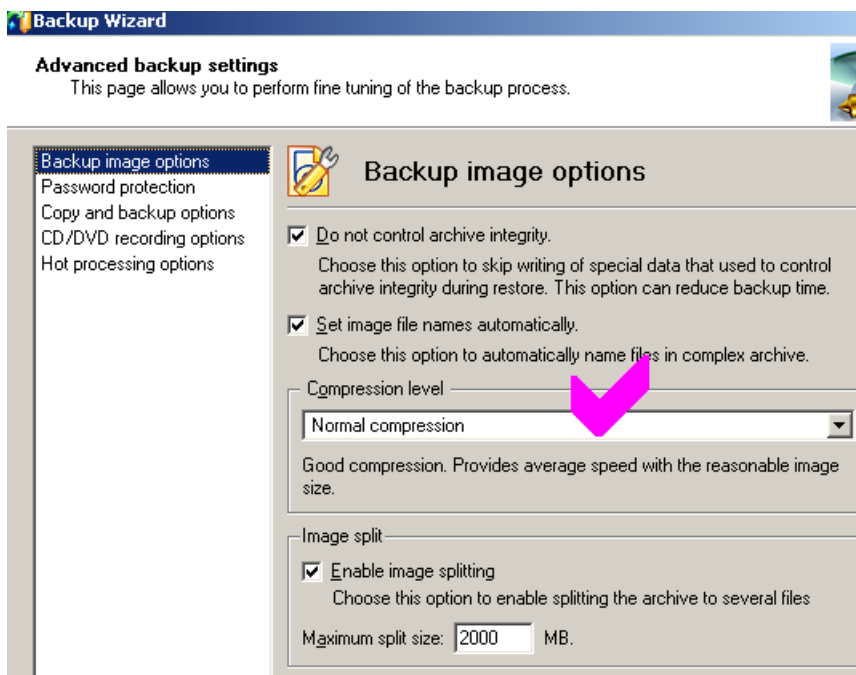 Backup Wizard
Advanced backup settings
This page allows you to perform fine tuning of the backup process.
Backup image options
Password protection
Copy and backup options
CD/DVD recording options
Hot processing options
Backup image options
Do not control archive integrity.
Choose this option to skip writing of special data that used to control
archive integrity during restore. This option can reduce backup time.
Set image file names automatically.
Choose this option to automatically name files in complex archive.
Compression level
Normal compression
Good compression. Provides average speed with the reasonable image
size.
Image split
Enable image splitting
Choose this option to enable splitting the archive to several files
Maximum split size: 2000 MB.